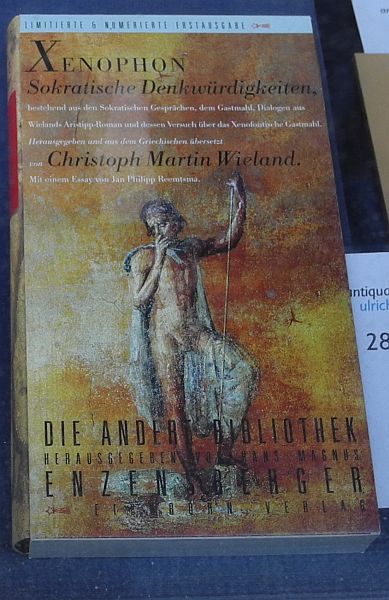 LIMITIERTE & NUMERIERTE ERSTAUSGABE
XENOPHON
Sokratische Denkwürdigkeiten,
bestehend aus den Sokratischen Gesprächen, dem Gastmahl, Dialogen aus
Wielands Aristipp-Roman und dessen Versuch über das Xenofontische Gastmahl.
Herausgegeben und aus dem Griechischen übersetzt
von Christoph Martin Wieland.
Mit einem Essay von Jan Philipp Reemtsma.
DIE ANDERE BIBLIOTHEK
HERAUSGEGEBEN VON HANS MAGNUS
ENZENSBERGER
EICHBORN VERLAG
an
antiqua
ulrich
28